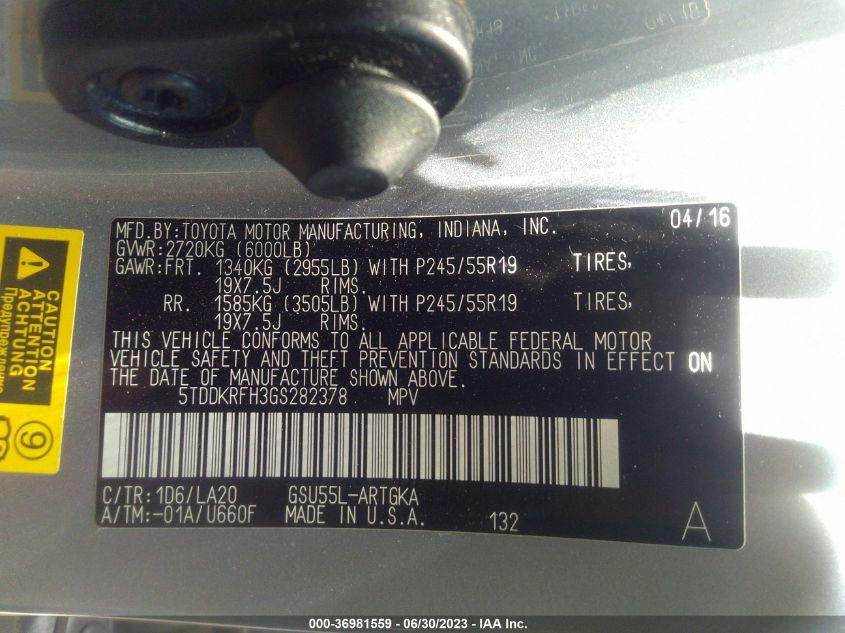 MFD.BY:TOYOTA MOTOR MANUFACTURING, INDIANA, INC. 04/16
GVWR:2720KG (6000LB)
GAWR:FRT. 1340KG (2955LB) WITH P245/55R19 TIRES,
19X7.5J RIMS.
RR. 1585KG (3505LB) WITH P245/55R19 TIRES,
19X7.5J RIMS.
THIS VEHICLE CONFORMS TO ALL APPLICABLE FEDERAL MOTOR
VEHICLE SAFETY AND THEFT PREVENTION STANDARDS IN EFFECT ON
THE DATE OF MANUFACTURE SHOWN ABOVE.
5TDDKRFH3GS282378 MPV
C/TR:1D6/LA20 GSU55L-ARTGKA
A/TM:-01A/U660F MADE IN U.S.A. 132 A
CAUTION
ATTENTION
ACHTUNG
9
000-36981559 - 06/30/2023 - IAA Inc.